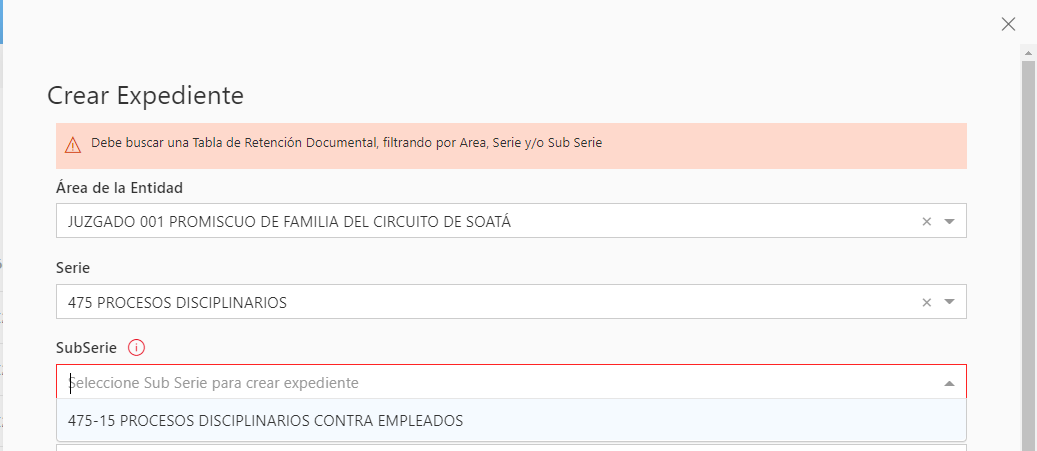 Crear Expediente
Debe buscar una Tabla de Retención Documental, filtrando por Area, Serie y/o Sub Serie
Área de la Entidad
JUZGADO 001 PROMISCUO DE FAMILIA DEL CIRCUITO DE SOATÁ
Serie
475 PROCESOS DISCIPLINARIOS
SubSerie
Seleccione Sub Serie para crear expediente
475-15 PROCESOS DISCIPLINARIOS CONTRA EMPLEADOS